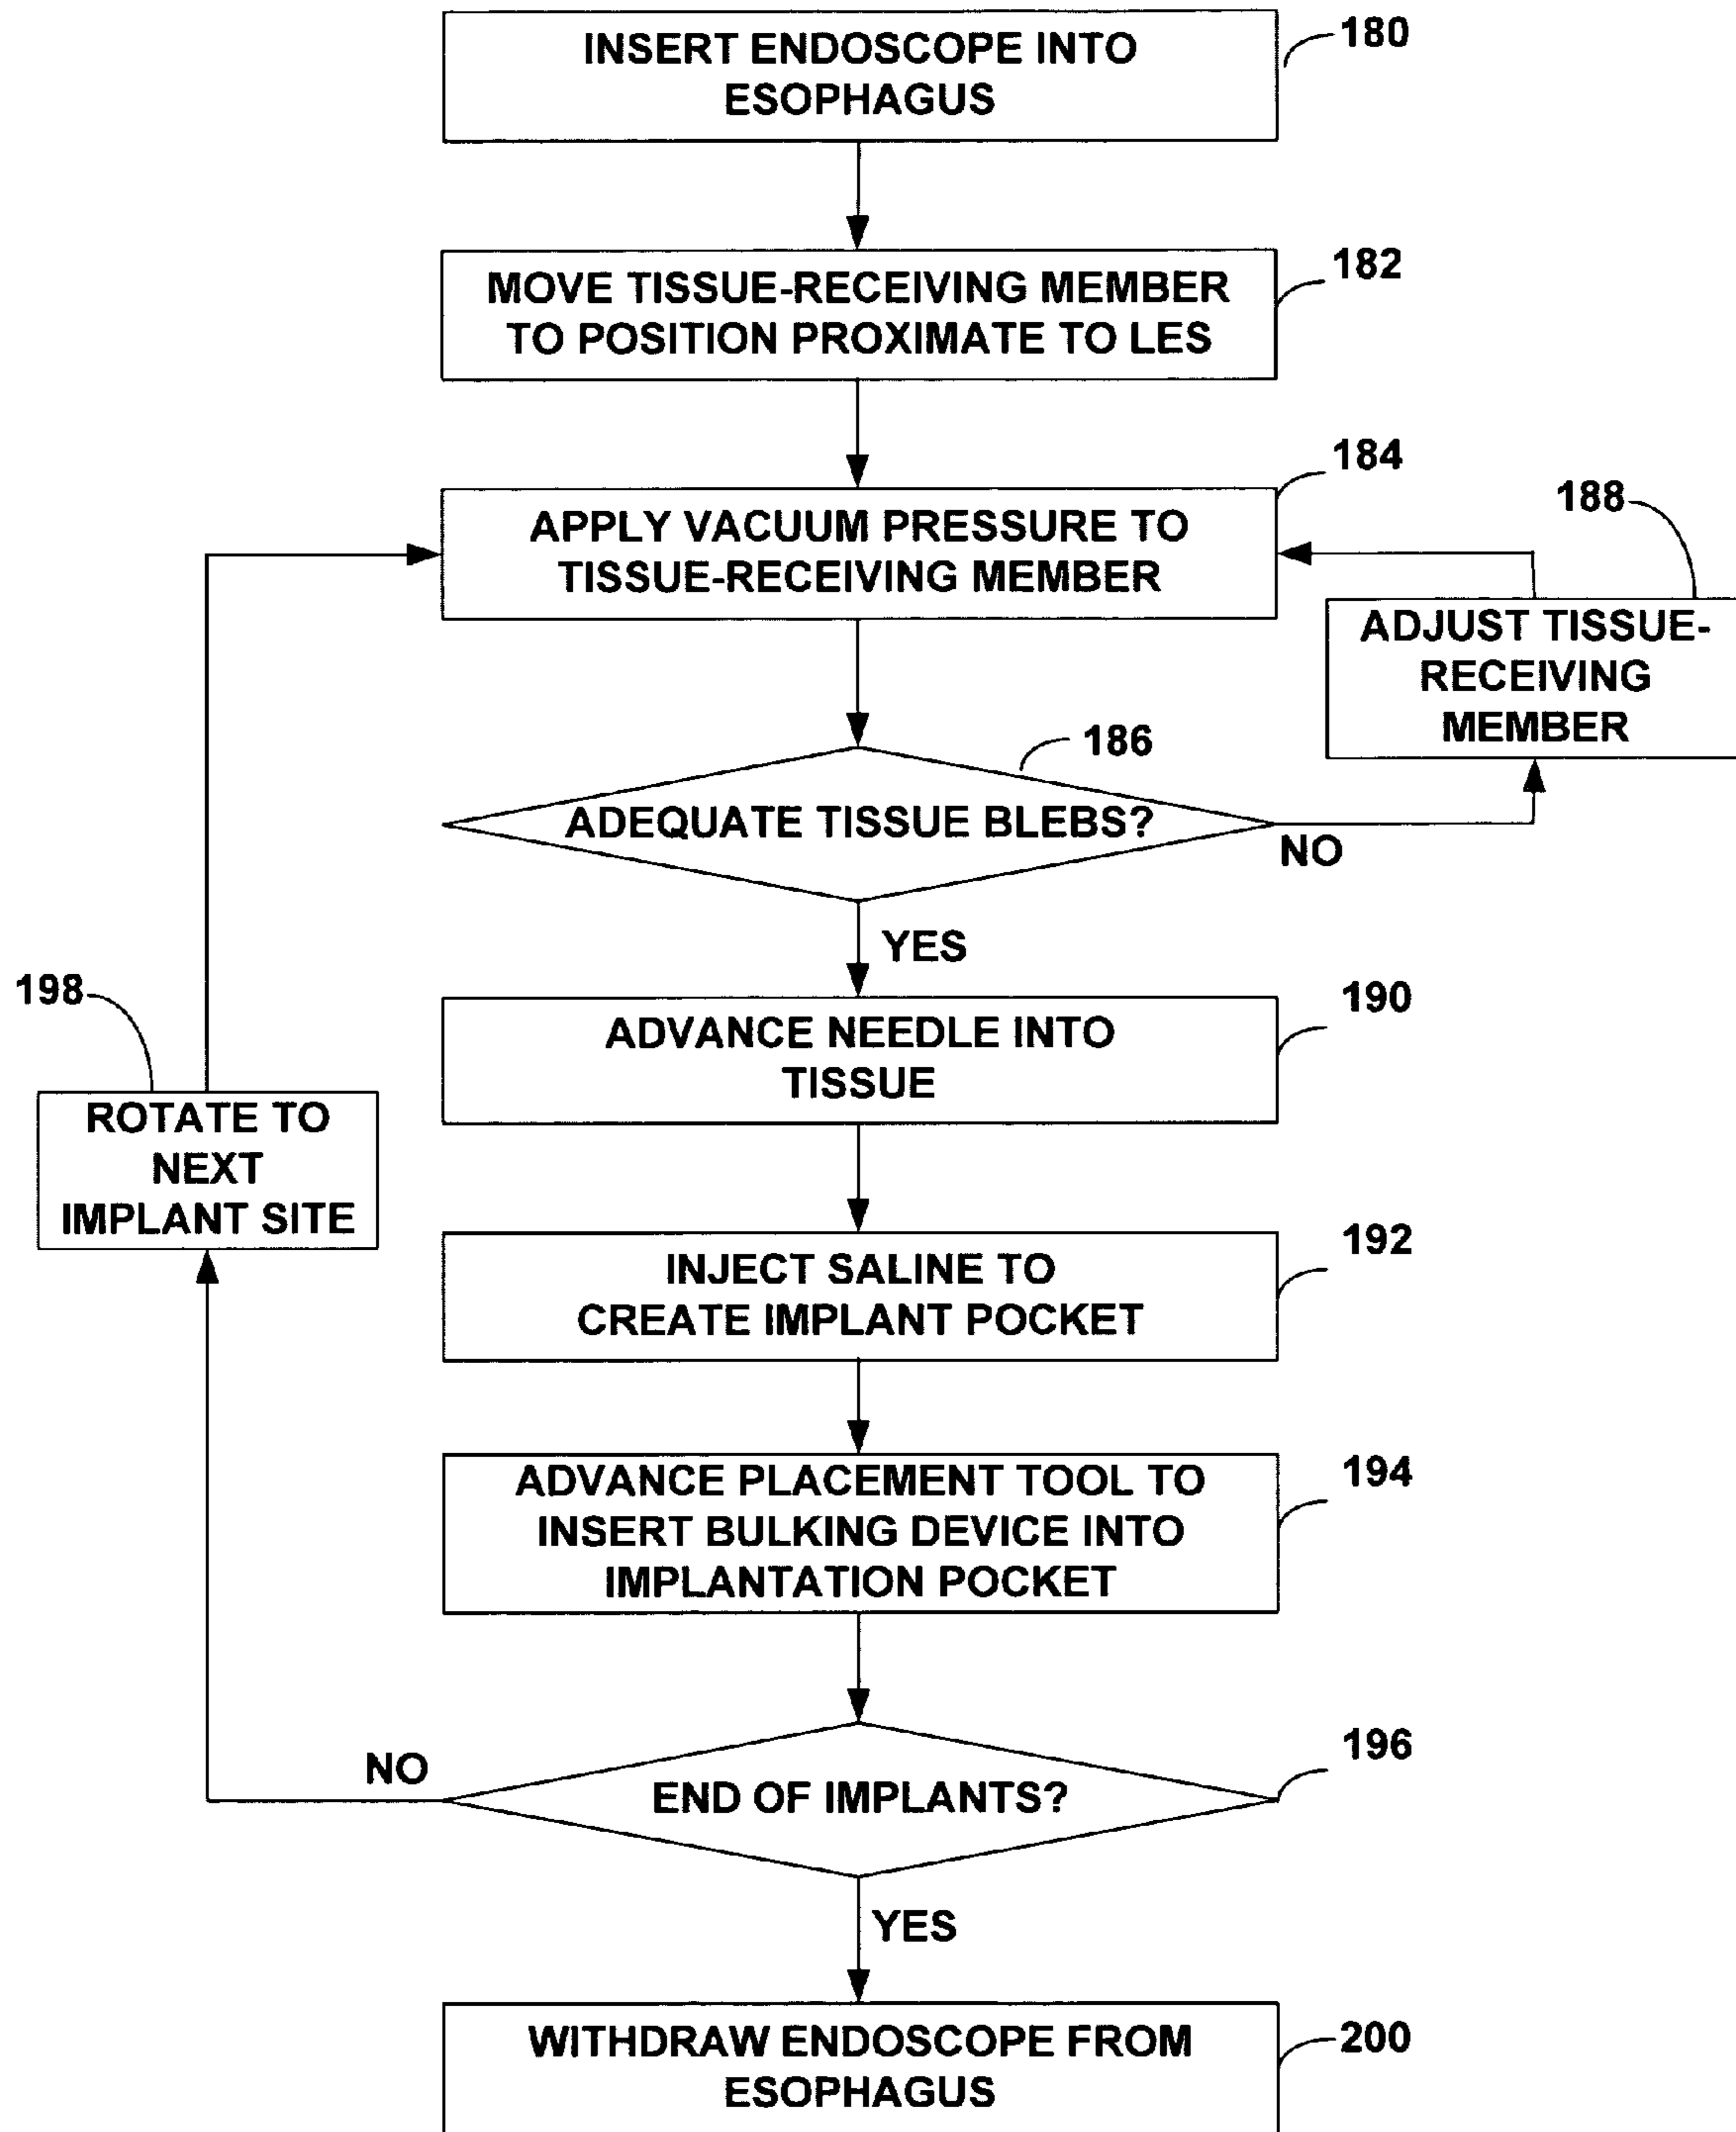 INSERT ENDOSCOPE INTO
ESOPHAGUS
180
MOVE TISSUE-RECEIVING MEMBER
TO POSITION PROXIMATE TO LES
182
APPLY VACUUM PRESSURE TO
TISSUE-RECEIVING MEMBER
184
188
ADJUST TISSUE-
RECEIVING
MEMBER
186
ADEQUATE TISSUE BLEBS?
NO
YES
198
ROTATE TO
NEXT
IMPLANT SITE
ADVANCE NEEDLE INTO
TISSUE
190
INJECT SALINE TO
CREATE IMPLANT POCKET
192
ADVANCE PLACEMENT TOOL TO
INSERT BULKING DEVICE INTO
IMPLANTATION POCKET
194
NO
END OF IMPLANTS?
196
YES
WITHDRAW ENDOSCOPE FROM
ESOPHAGUS
200